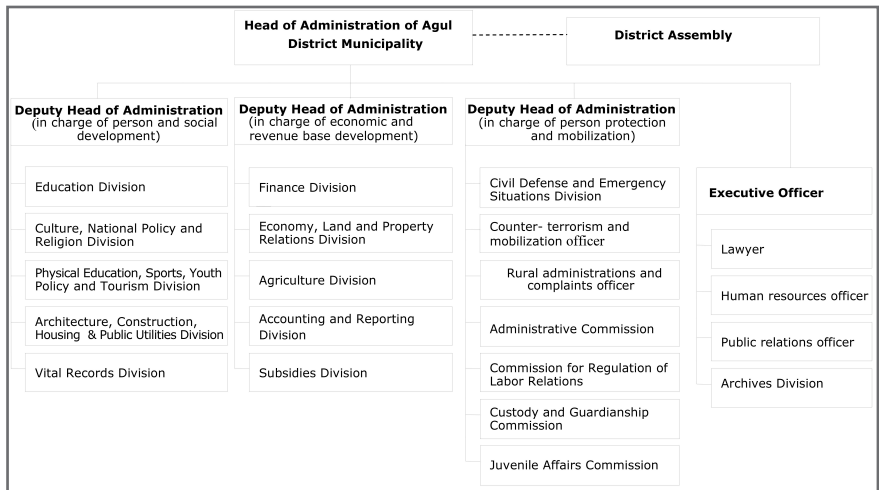 Head of Administration of Agul
District Municipality
District Assembly
Deputy Head of Administration
(in charge of person and social
development)
Education Division
Culture, National Policy and
Religion Division
Physical Education, Sports, Youth
Policy and Tourism Division
Architecture, Construction,
Housing & Public Utilities Division
Vital Records Division
Deputy Head of Administration
(in charge of economic and
revenue base development)
Finance Division
Economy, Land and Property
Relations Division
Agriculture Division
Accounting and Reporting
Division
Subsidies Division
Deputy Head of Administration
(in charge of person protection
and mobilization)
Civil Defense and Emergency
Situations Division
Counter- terrorism and
mobilization officer
Rural administrations and
complaints officer
Administrative Commission
Commission for Regulation of
Labor Relations
Custody and Guardianship
Commission
Juvenile Affairs Commission
Executive Officer
Lawyer
Human resources officer
Public relations officer
Archives Division